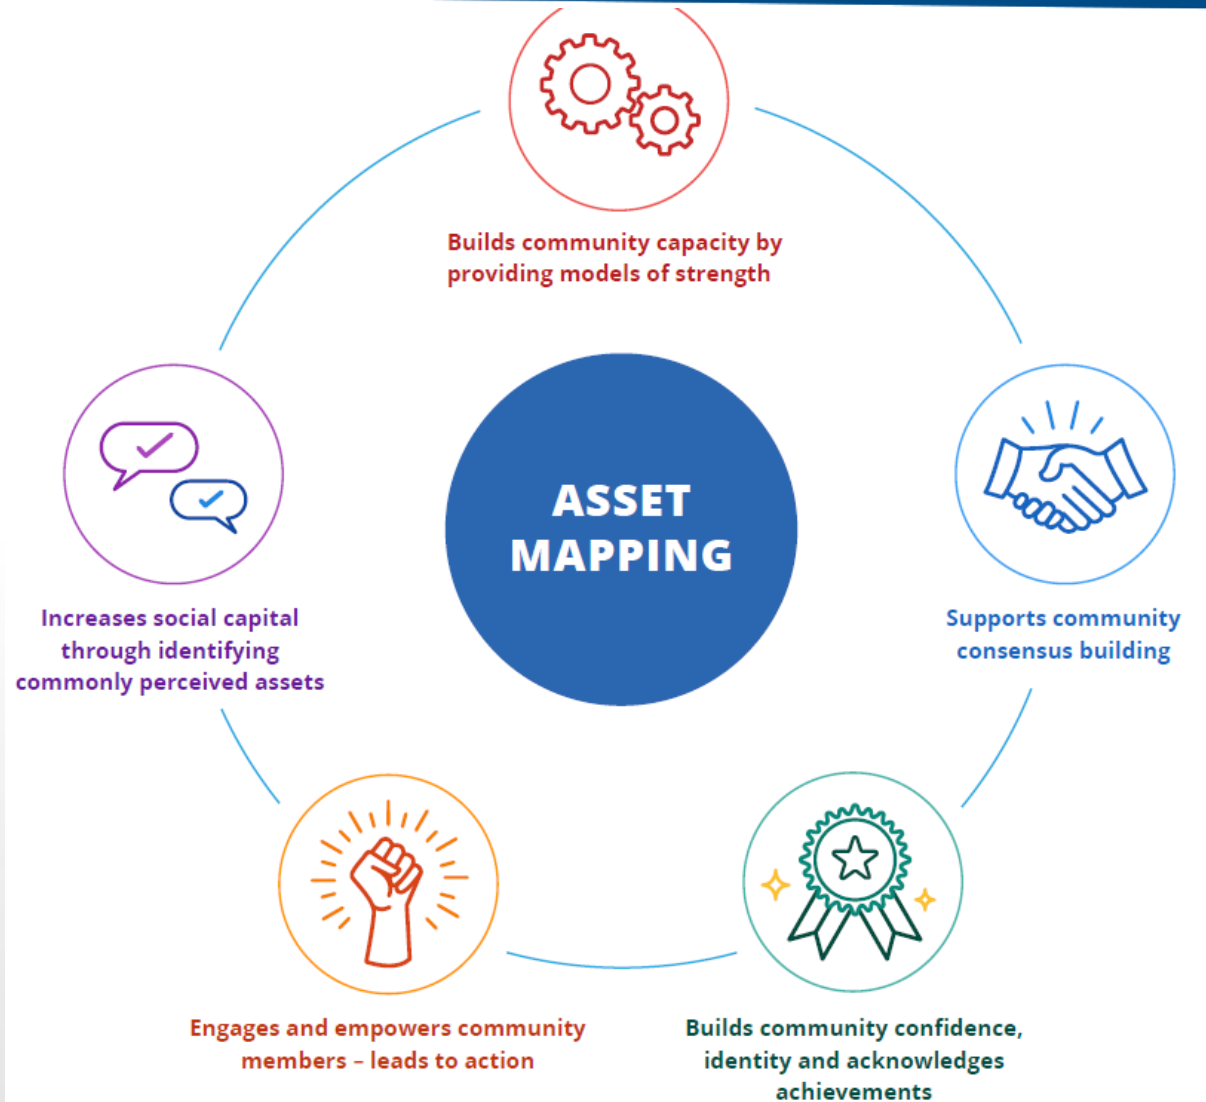 Builds community capacity by
providing models of strength
ASSET
MAPPING
Increases social capital
through identifying
commonly perceived assets
Supports community
consensus building
Engages and empowers community
members – leads to action
Builds community confidence,
identity and acknowledges
achievements